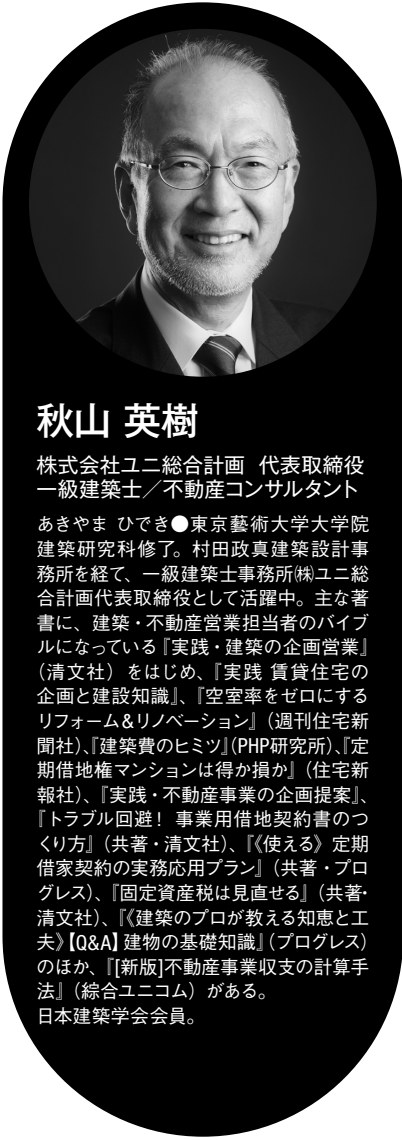 秋山 英樹
株式会社ユニ総合計画 代表取締役
一級建築士／不動産コンサルタント
あきやま ひでき●東京藝術大学大学院
建築研究科修了。村田政真建築設計事
務所を経て、一級建築士事務所㈱ユニ総
合計画代表取締役として活躍中。主な著
書に、建築・不動産営業担当者のバイブ
ルになっている『実践・建築の企画営業』
（清文社）をはじめ、『実践 賃貸住宅の
企画と建設知識』、『空室率をゼロにする
リフォーム&リノベーション』（週刊住宅新
聞社）、『建築費のヒミツ』（PHP研究所）、『定
期借地権マンションは得か損か』（住宅新
報社）、『実践・不動産事業の企画提案』、
『トラブル回避！ 事業用借地契約書のつ
くり方』（共著・清文社）、『《使える》定期
借家契約の実務応用プラン』（共著・プロ
グレス）、『固定資産税は見直せる』（共著・
清文社）、『《建築のプロが教える知恵と工
夫》【Q&A】建物の基礎知識』（プログレス）
のほか、『[新版]不動産事業収支の計算手
法』（綜合ユニコム）がある。
日本建築学会会員。